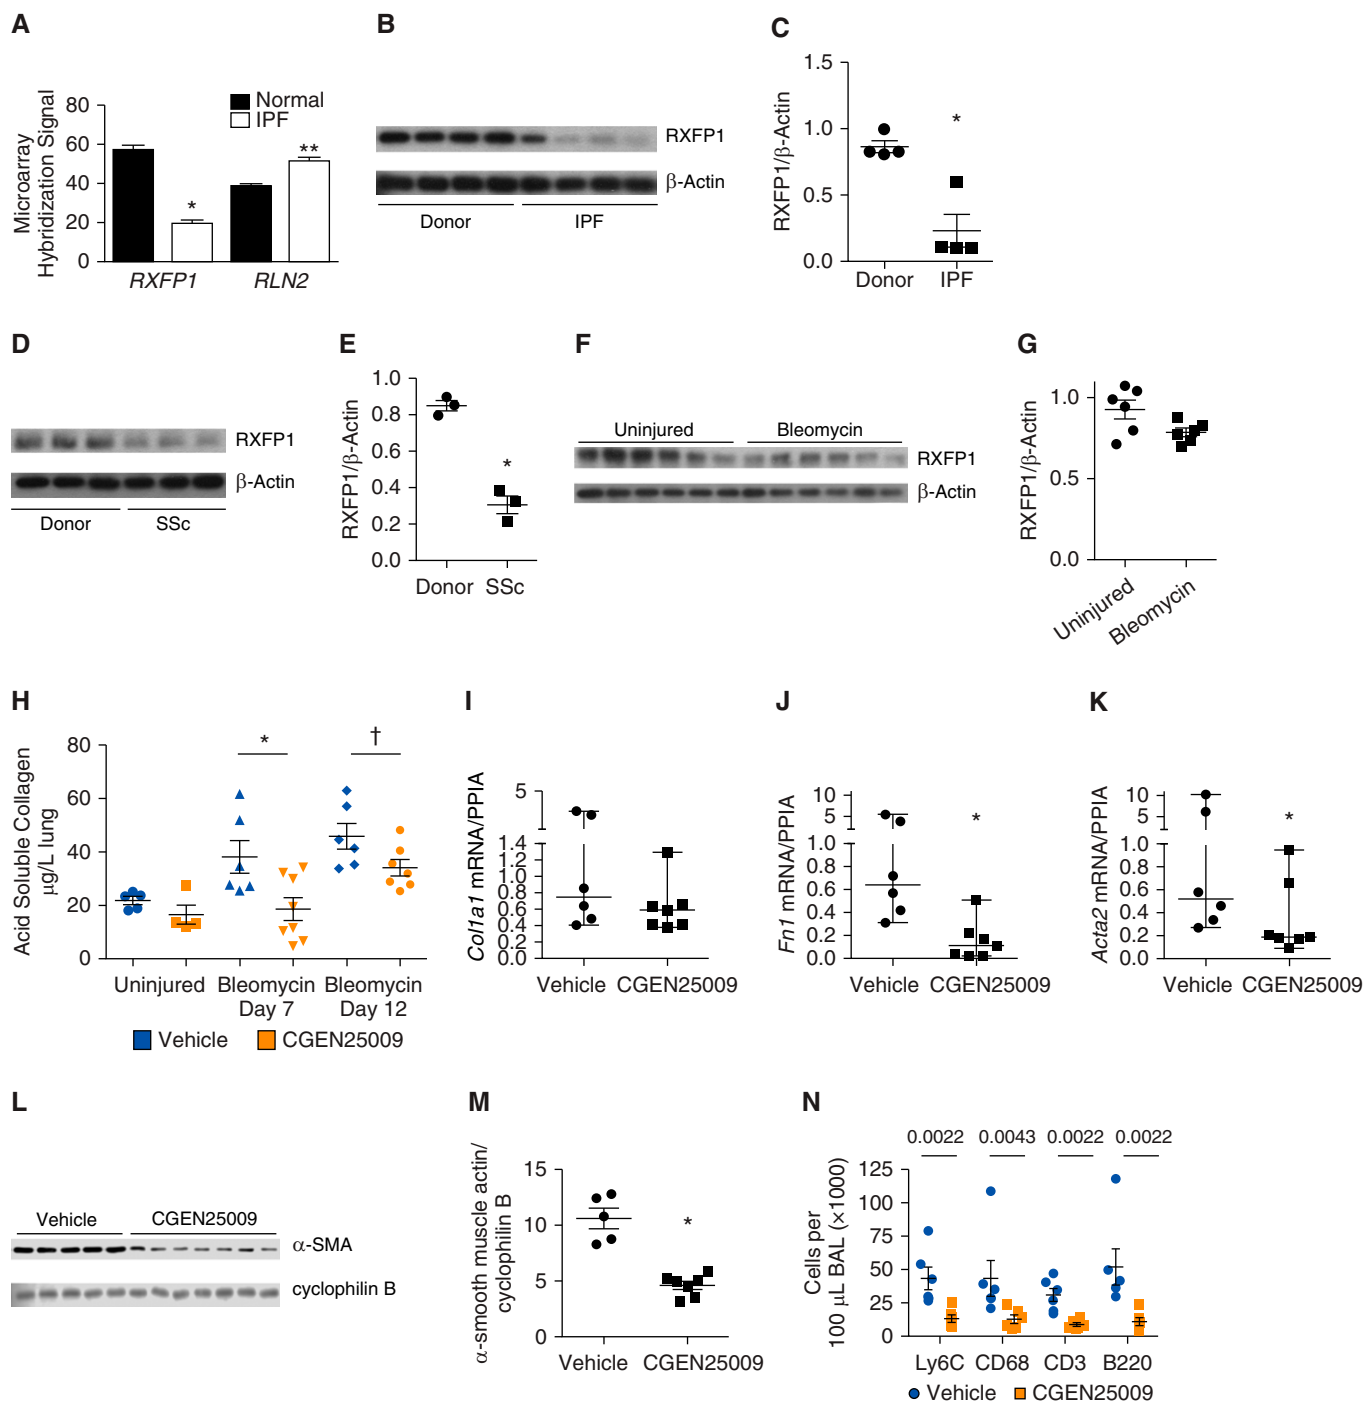 A
Microarray
Hybridization Signal
80
60
40
20
0
Normal
IPF
*
**
RXFP1
RLN2
B
RXFP1
β-Actin
Donor
IPF
C
RXFP1/β-Actin
1.5
1.0
0.5
0.0
*
Donor
IPF
D
RXFP1
β-Actin
Donor
SSc
E
RXFP1/β-Actin
1.0
0.8
0.6
0.4
0.2
0.0
*
Donor
SSc
F
Uninjured
Bleomycin
RXFP1
β-Actin
G
RXFP1/β-Actin
1.0
0.5
0.0
Uninjured
Bleomycin
H
Acid Soluble Collagen
µg/L lung
80
60
40
20
0
*
†
Uninjured
Bleomycin
Day 7
Bleomycin
Day 12
Vehicle
CGEN25009
I
Col1a1 mRNA/PPIA
5
1.4
1.2
1.0
0.8
0.6
0.4
0.2
0.0
Vehicle
CGEN25009
J
Fn1 mRNA/PPIA
10
5
1.0
0.8
0.6
0.4
0.2
0.0
*
Vehicle
CGEN25009
K
Acta2 mRNA/PPIA
10
5
1.0
0.8
0.6
0.4
0.2
0.0
*
Vehicle
CGEN25009
L
Vehicle
CGEN25009
α-SMA
cyclophilin B
M
α-smooth muscle actin/
cyclophilin B
15
10
5
0
*
Vehicle
CGEN25009
N
0.0022
0.0043
0.0022
0.0022
Cells per
100 µL BAL (×1000)
125
100
75
50
25
0
Ly6C
CD68
CD3
B220
Vehicle
CGEN25009